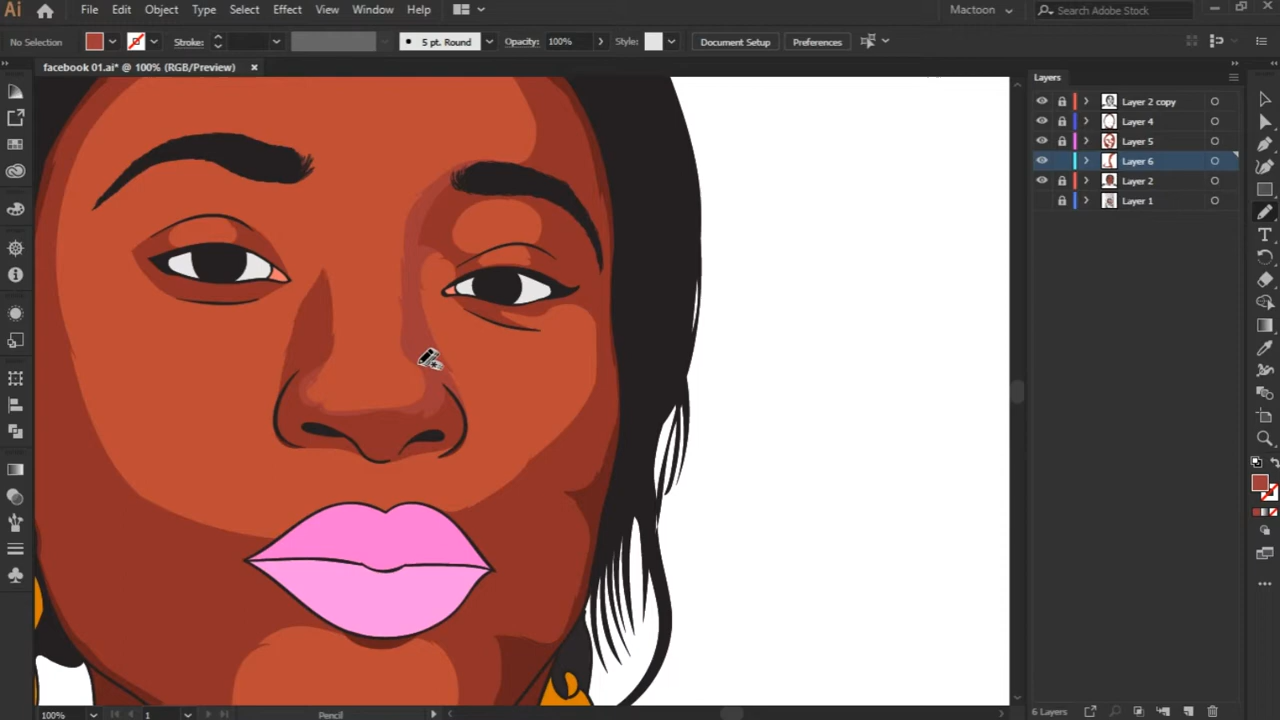 Ai File Edit Object Type Select Effect View Window Help Mactoon Search Adobe Stock
No Selection Stroke: 5 pt. Round Opacity: 100% Style: Document Setup Preferences
facebook 01.ai* @ 100% (RGB/Preview)
Layers
Layer 2 copy
Layer 4
Layer 5
Layer 6
Layer 2
Layer 1
100% 1 Pencil 6 Layers